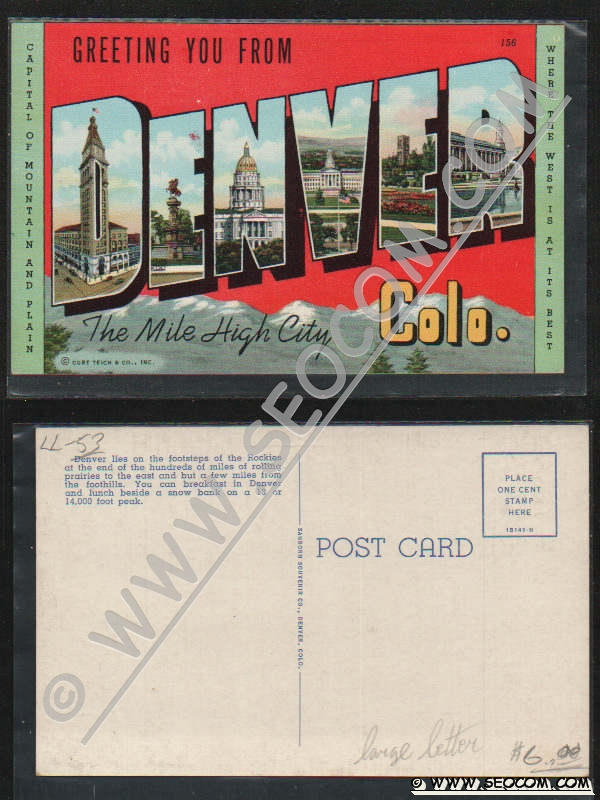 GREETING YOU FROM
156
CAPITAL OF MOUNTAIN AND PLAIN
DENVER
WHERE THE WEST IS AT ITS BEST
Colo.
The Mile High City
© CURT TEICH & CO., INC.
© WWW.SEOCOM.COM
LL-53
Denver lies on the footsteps of the Rockies
at the end of the hundreds of miles of rolling
prairies to the east and but a few miles from
the foothills. You can breakfast in Denver
and lunch beside a snow bank on a or
14,000 foot peak.
PLACE
ONE CENT
STAMP
HERE
POST CARD
SANBORN SOUVENIR CO., DENVER, COLO.
large letter
$6.00
© WWW.SEOCOM.COM